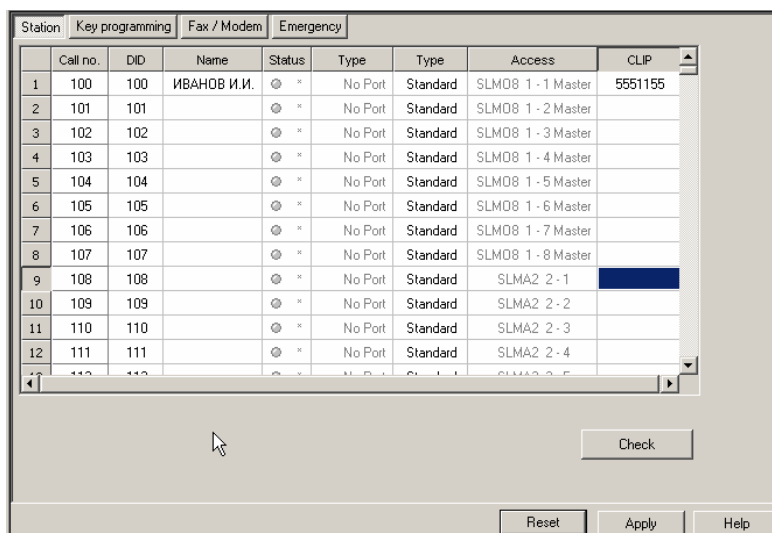 Station Key programming Fax / Modem Emergency
Call no. DID Name Status Type Type Access CLIP
1 100 100 ИВАНОВ И.И. * No Port Standard SLMO8 1 - 1 Master 5551155
2 101 101 * No Port Standard SLMO8 1 - 2 Master
3 102 102 * No Port Standard SLMO8 1 - 3 Master
4 103 103 * No Port Standard SLMO8 1 - 4 Master
5 104 104 * No Port Standard SLMO8 1 - 5 Master
6 105 105 * No Port Standard SLMO8 1 - 6 Master
7 106 106 * No Port Standard SLMO8 1 - 7 Master
8 107 107 * No Port Standard SLMO8 1 - 8 Master
9 108 108 * No Port Standard SLMA2 2 - 1
10 109 109 * No Port Standard SLMA2 2 - 2
11 110 110 * No Port Standard SLMA2 2 - 3
12 111 111 * No Port Standard SLMA2 2 - 4
Check
Reset Apply Help